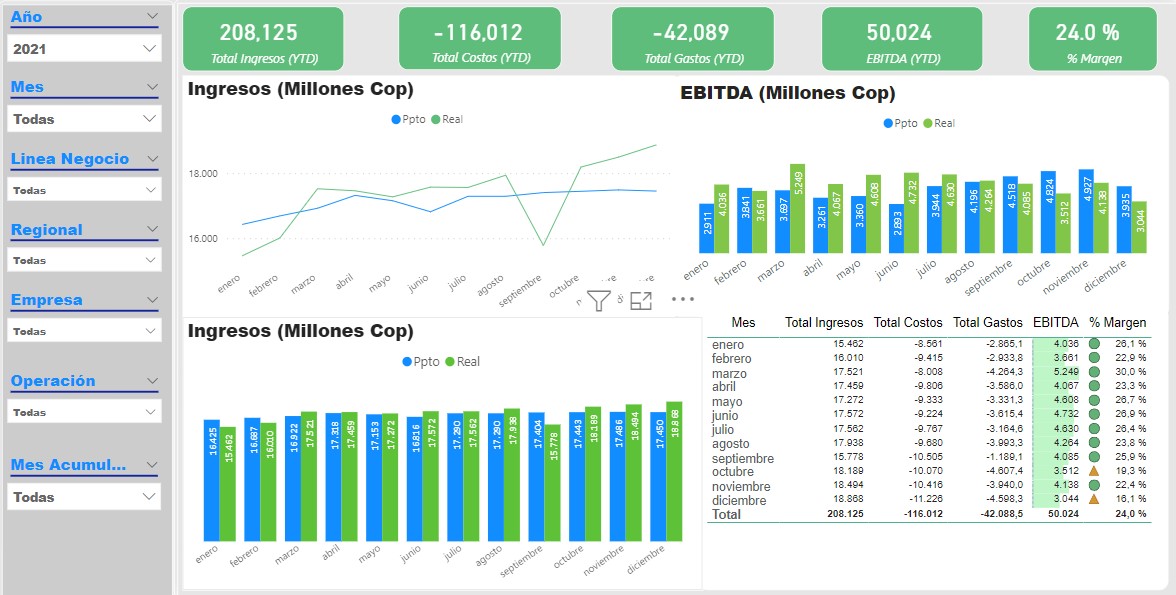 Año
2021
Mes
Todas
Linea Negocio
Todas
Regional
Todas
Empresa
Todas
Operación
Todas
Mes Acumul...
Todas
208,125
Total Ingresos (YTD)
-116,012
Total Costos (YTD)
-42,089
Total Gastos (YTD)
50,024
EBITDA (YTD)
24.0 %
% Margen
Ingresos (Millones Cop)
Ppto Real
18.000
16.000
enero febrero marzo abril mayo junio julio agosto septiembre octubre
EBITDA (Millones Cop)
Ppto Real
2.911 4.036 3.841 3.661 3.697 5.249 3.261 4.067 3.360 4.608 2.893 4.732 3.944 4.630 4.196 4.264 4.518 4.085 4.824 3.512 4.927 4.138 3.935 3.044
enero febrero marzo abril mayo junio julio agosto septiembre octubre noviembre diciembre
Ingresos (Millones Cop)
Ppto Real
16.425 15.462 16.687 16.010 16.922 17.521 17.318 17.459 17.153 17.272 16.816 17.572 17.290 17.562 17.290 17.938 17.404 15.778 17.443 18.189 17.486 18.494 17.450 18.868
enero febrero marzo abril mayo junio julio agosto septiembre octubre noviembre diciembre
Mes Total Ingresos Total Costos Total Gastos EBITDA % Margen
enero 15.462 -8.561 -2.865,1 4.036 26,1 %
febrero 16.010 -9.415 -2.933,8 3.661 22,9 %
marzo 17.521 -8.008 -4.264,3 5.249 30,0 %
abril 17.459 -9.806 -3.586,0 4.067 23,3 %
mayo 17.272 -9.333 -3.331,3 4.608 26,7 %
junio 17.572 -9.224 -3.615,4 4.732 26,9 %
julio 17.562 -9.767 -3.164,6 4.630 26,4 %
agosto 17.938 -9.680 -3.993,3 4.264 23,8 %
septiembre 15.778 -10.505 -1.189,1 4.085 25,9 %
octubre 18.189 -10.070 -4.607,4 3.512 19,3 %
noviembre 18.494 -10.416 -3.940,0 4.138 22,4 %
diciembre 18.868 -11.226 -4.598,3 3.044 16,1 %
Total 208.125 -116.012 -42.088,5 50.024 24,0 %